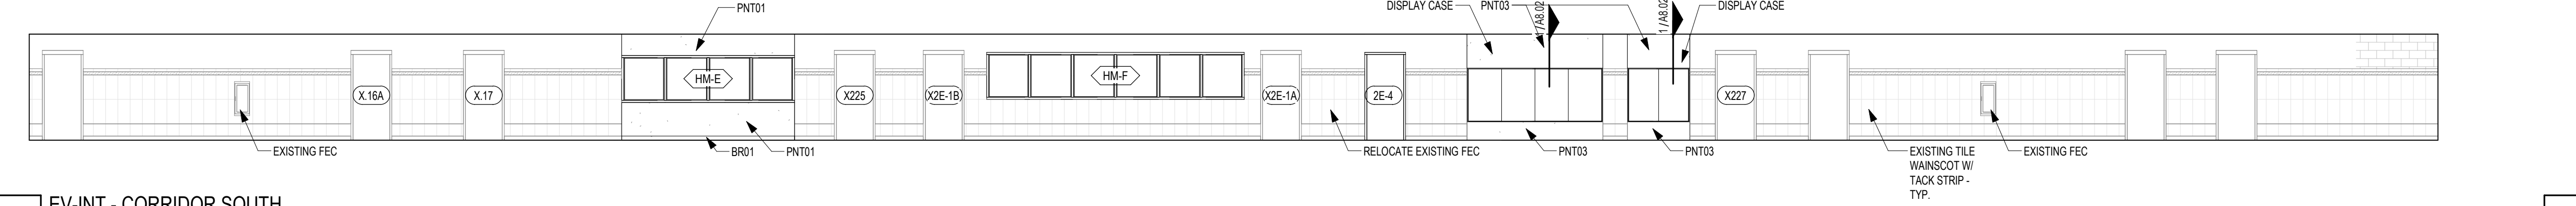 PNT01
DISPLAY CASE
PNT03
1 / A8.02
1 / A8.02
DISPLAY CASE
HM-E
HM-F
X.16A
X.17
X225
X2E-1B
X2E-1A
2E-4
X227
EXISTING FEC
BR01
PNT01
RELOCATE EXISTING FEC
PNT03
PNT03
EXISTING TILE
WAINSCOT W/
TACK STRIP -
TYP.
EXISTING FEC
EV-INT - CORRIDOR SOUTH